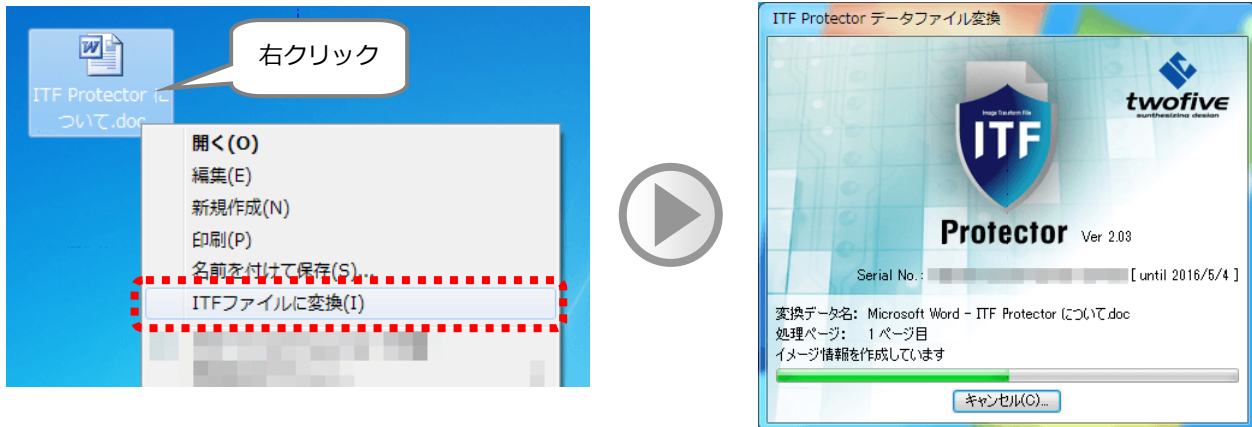 右クリック
ITF Protector に
ついて.doc
開く(O)
編集(E)
新規作成(N)
印刷(P)
名前を付けて保存(S)...
ITFファイルに変換(I)
ITF Protector データファイル変換
twofive
sunthesizing design
Image Transform File
ITF
Protector Ver 2.03
Serial No. : [ until 2016/5/4 ]
変換データ名: Microsoft Word - ITF Protector について.doc
処理ページ: 1 ページ目
イメージ情報を作成しています
キャンセル(C)...